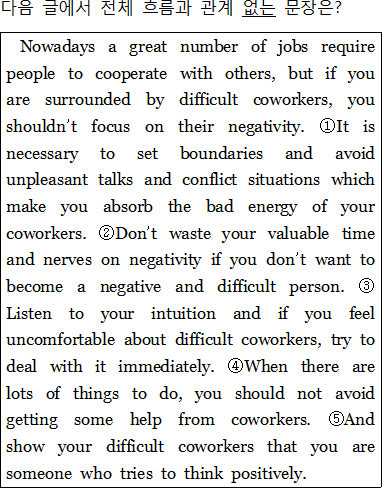 다음 글에서 전체 흐름과 관계 없는 문장은?
Nowadays a great number of jobs require
people to cooperate with others, but if you
are surrounded by difficult coworkers, you
shouldn't focus on their negativity. ①It is
necessary to set boundaries and avoid
unpleasant talks and conflict situations which
make you absorb the bad energy of your
coworkers. ②Don't waste your valuable time
and nerves on negativity if you don't want to
become a negative and difficult person. ③
Listen to your intuition and if you feel
uncomfortable about difficult coworkers, try to
deal with it immediately. ④When there are
lots of things to do, you should not avoid
getting some help from coworkers. ⑤And
show your difficult coworkers that you are
someone who tries to think positively.